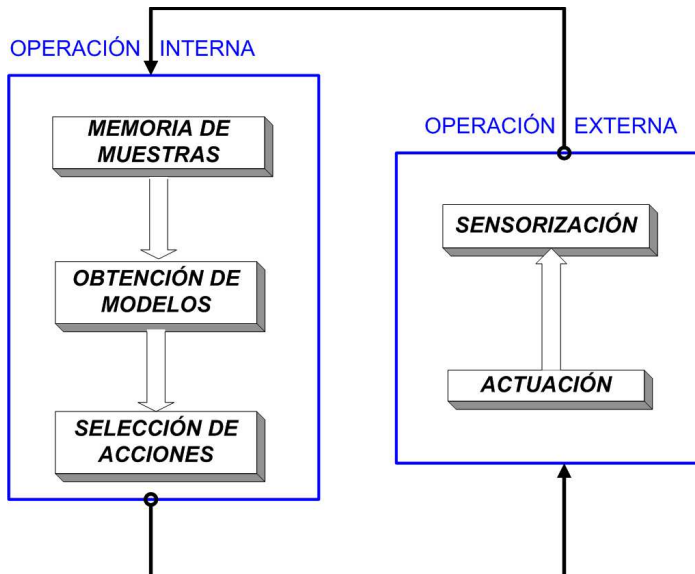 OPERACIÓN INTERNA
MEMORIA DE
MUESTRAS
OBTENCIÓN DE
MODELOS
SELECCIÓN DE
ACCIONES
OPERACIÓN EXTERNA
SENSORIZACIÓN
ACTUACIÓN